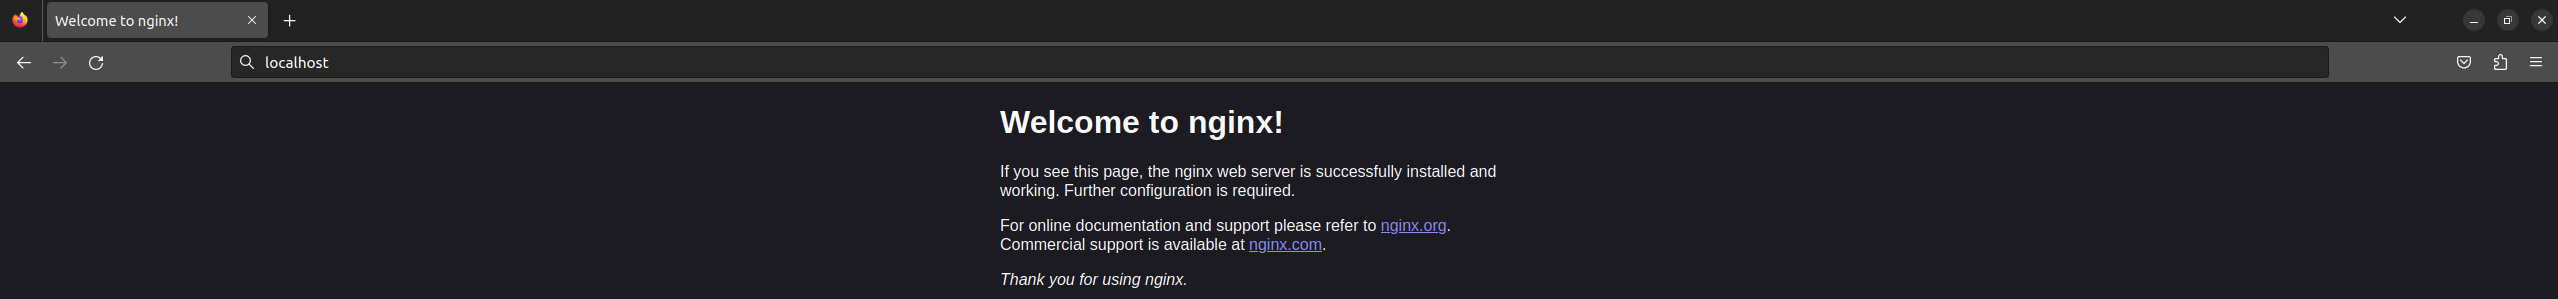 Welcome to nginx!
localhost
Welcome to nginx!
If you see this page, the nginx web server is successfully installed and
working. Further configuration is required.
For online documentation and support please refer to nginx.org.
Commercial support is available at nginx.com.
Thank you for using nginx.